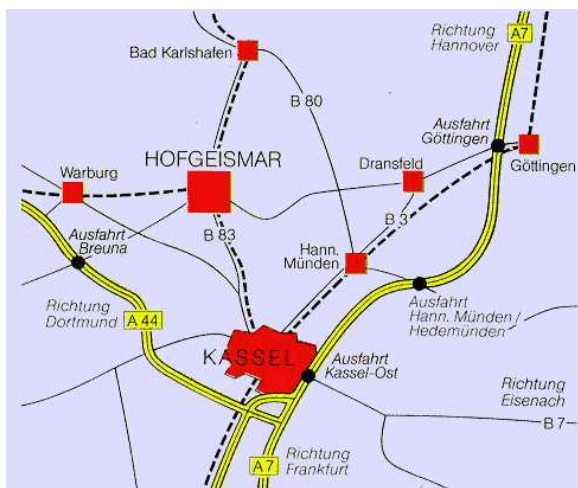 Richtung
Hannover
A7
Bad Karlshafen
B 80
Ausfahrt
Göttingen
HOFGEISMAR
Dransfeld
Göttingen
Warburg
B 3
Ausfahrt
Breuna
B 83
Hann.
Münden
Richtung
Dortmund
A 44
Ausfahrt
Hann. Münden/
Hedemünden
KASSEL
Ausfahrt
Kassel-Ost
Richtung
Eisenach
B 7
A7
Richtung
Frankfurt